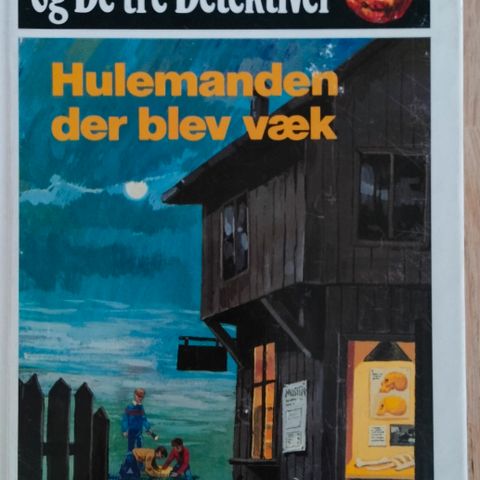 og De tre Detektiver
Hulemanden
der blev væk